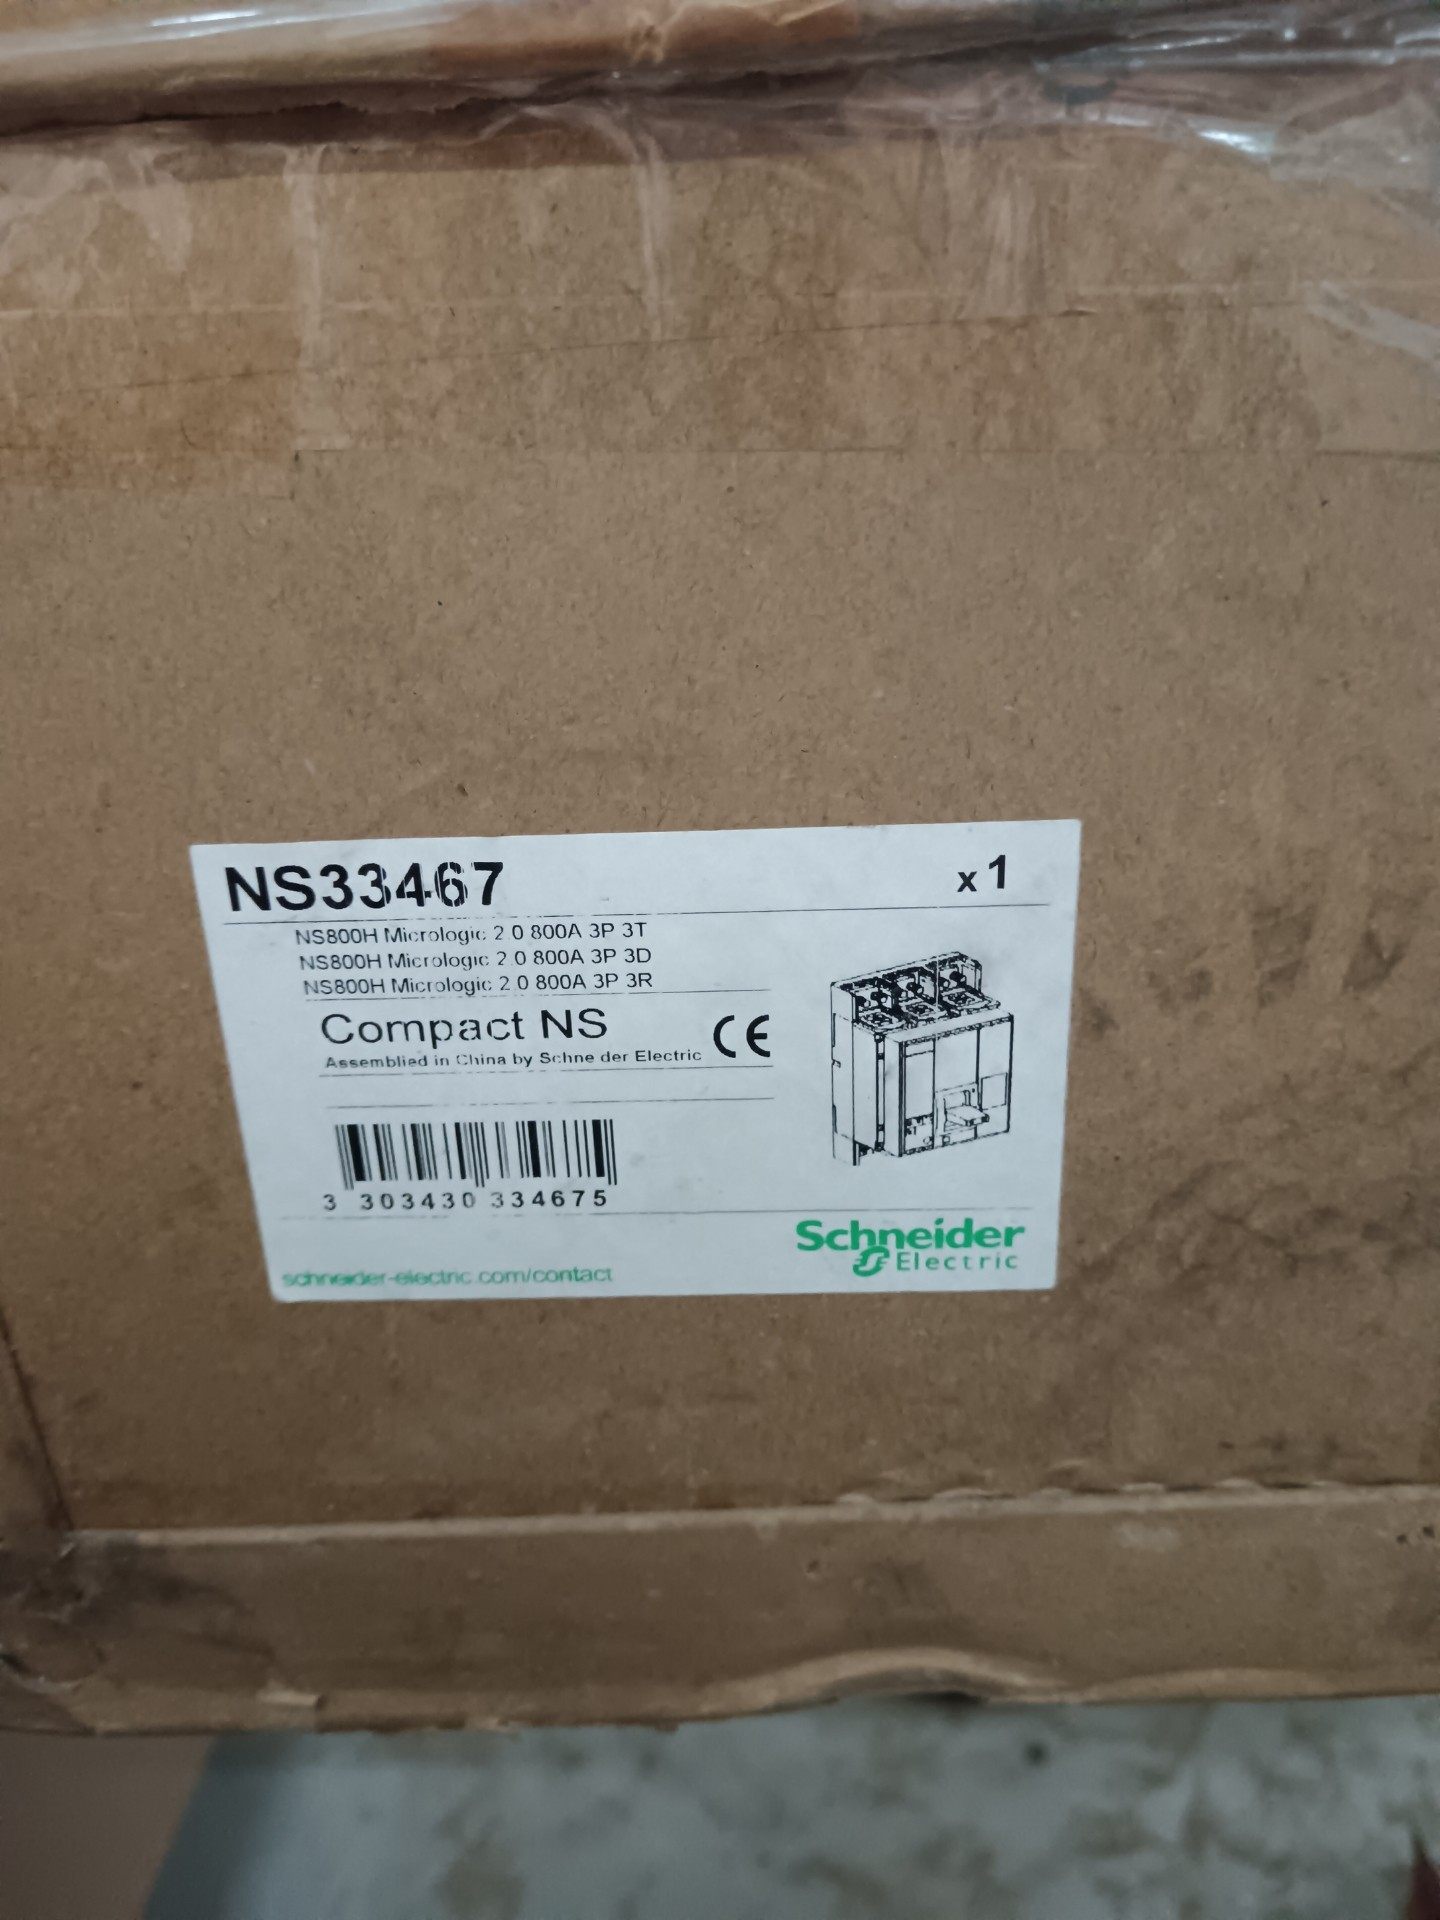 NS33467 x 1
NS800H Micrologic 2.0 800A 3P 3T
NS800H Micrologic 2.0 800A 3P 3D
NS800H Micrologic 2.0 800A 3P 3R
Compact NS CE
Assemblied in China by Schneider Electric
3 303430 334675
Schneider
Electric
schneider-electric.com/contact